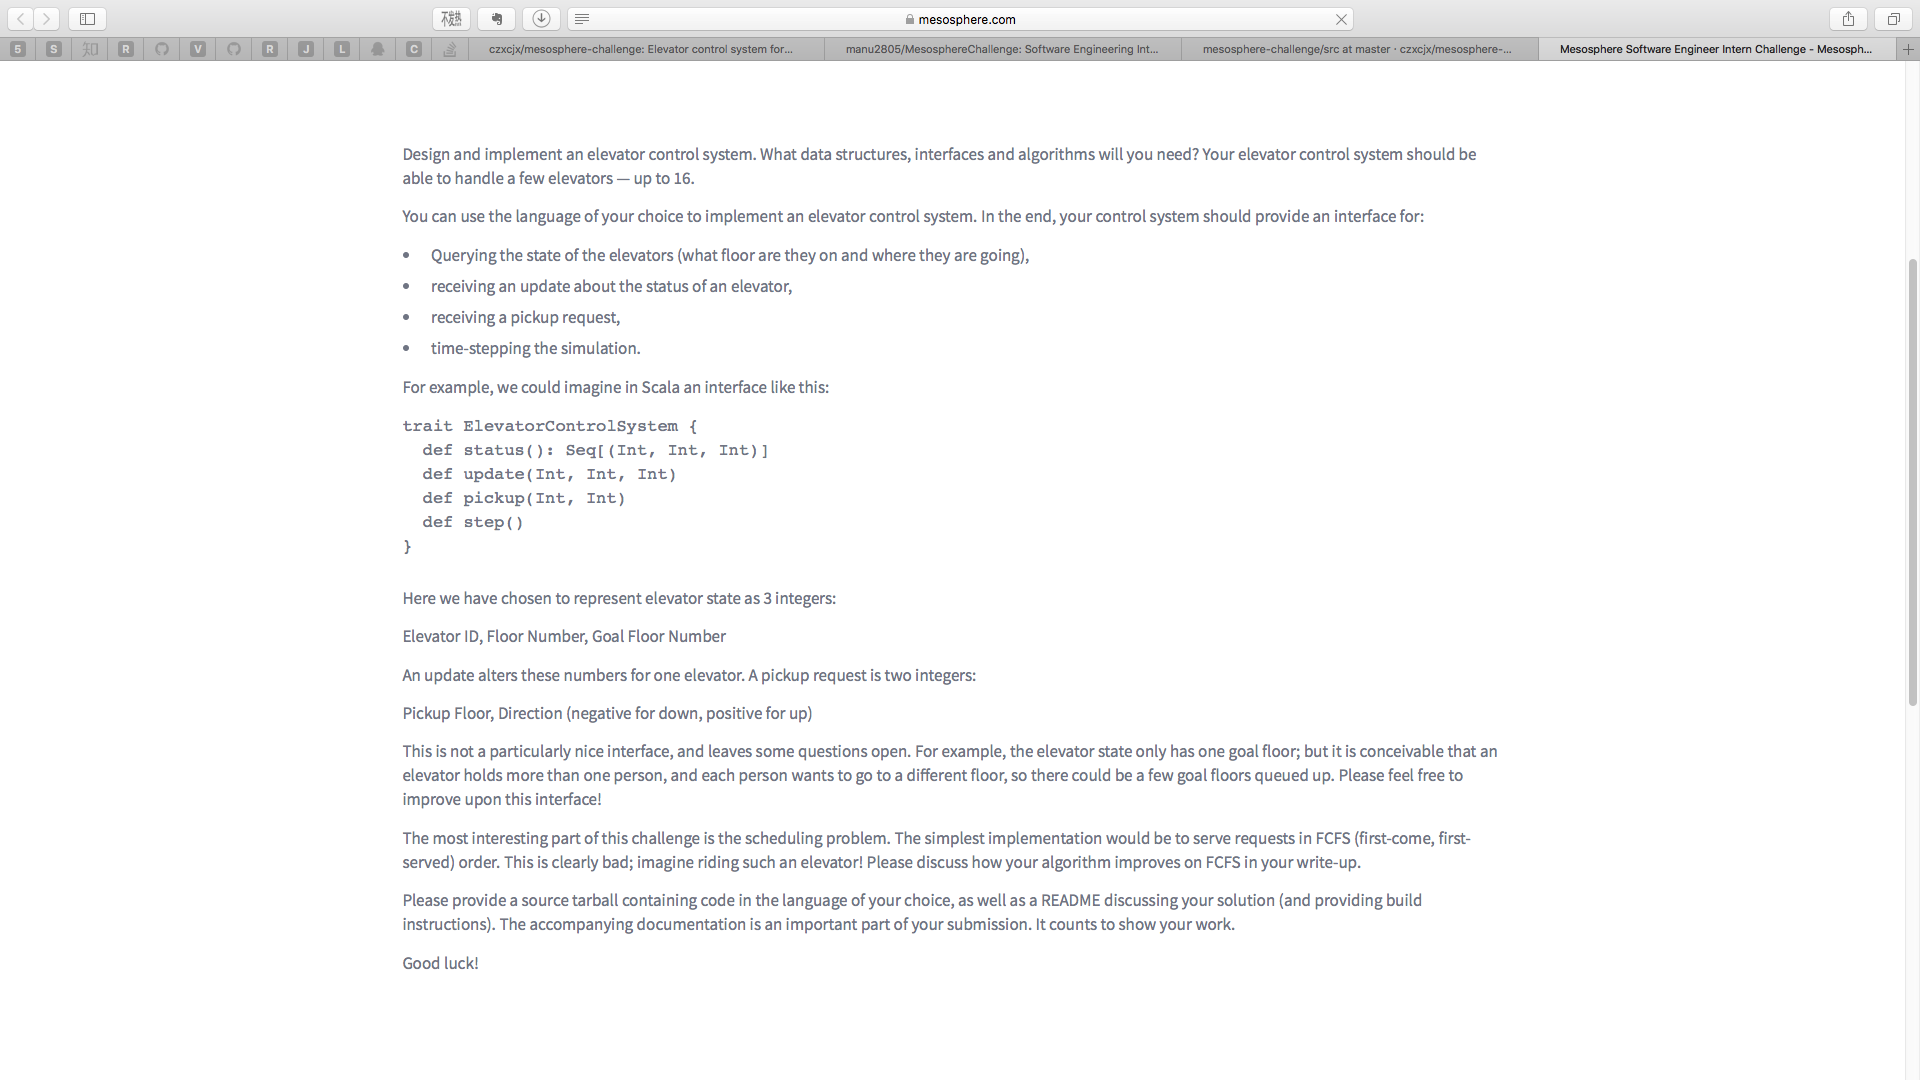 不发热
mesosphere.com
5 S 知 R V R J L C
czxcjx/mesosphere-challenge: Elevator control system for...
manu2805/MesosphereChallenge: Software Engineering Int...
mesosphere-challenge/src at master · czxcjx/mesosphere-...
Mesosphere Software Engineer Intern Challenge - Mesosph...
Design and implement an elevator control system. What data structures, interfaces and algorithms will you need? Your elevator control system should be
able to handle a few elevators — up to 16.
You can use the language of your choice to implement an elevator control system. In the end, your control system should provide an interface for:
• Querying the state of the elevators (what floor are they on and where they are going),
• receiving an update about the status of an elevator,
• receiving a pickup request,
• time-stepping the simulation.
For example, we could imagine in Scala an interface like this:
trait ElevatorControlSystem {
  def status(): Seq[(Int, Int, Int)]
  def update(Int, Int, Int)
  def pickup(Int, Int)
  def step()
}
Here we have chosen to represent elevator state as 3 integers:
Elevator ID, Floor Number, Goal Floor Number
An update alters these numbers for one elevator. A pickup request is two integers:
Pickup Floor, Direction (negative for down, positive for up)
This is not a particularly nice interface, and leaves some questions open. For example, the elevator state only has one goal floor; but it is conceivable that an
elevator holds more than one person, and each person wants to go to a different floor, so there could be a few goal floors queued up. Please feel free to
improve upon this interface!
The most interesting part of this challenge is the scheduling problem. The simplest implementation would be to serve requests in FCFS (first-come, first-
served) order. This is clearly bad; imagine riding such an elevator! Please discuss how your algorithm improves on FCFS in your write-up.
Please provide a source tarball containing code in the language of your choice, as well as a README discussing your solution (and providing build
instructions). The accompanying documentation is an important part of your submission. It counts to show your work.
Good luck!